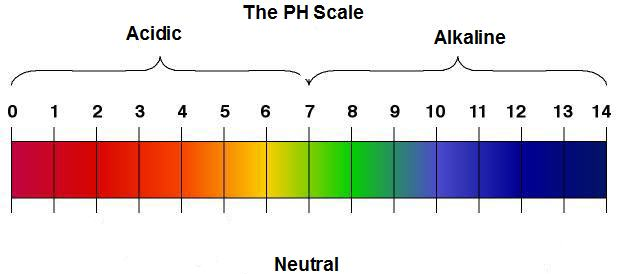 The PH Scale
Acidic
Alkaline
0 1 2 3 4 5 6 7 8 9 10 11 12 13 14
Neutral